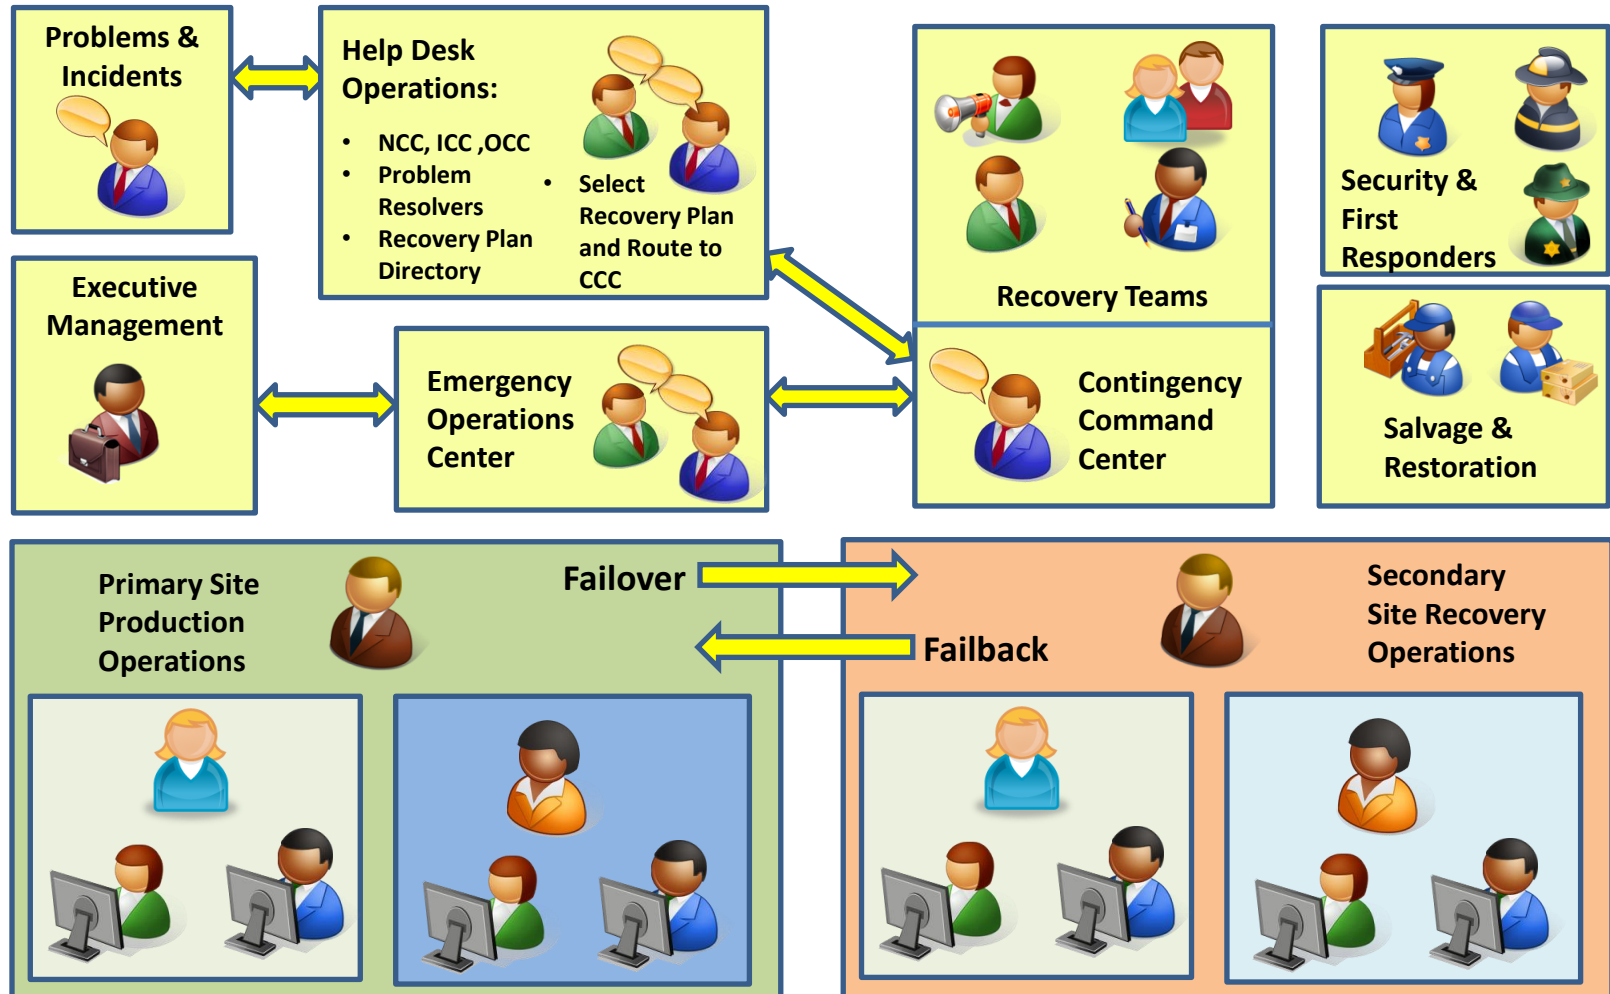 Problems &
Incidents
Help Desk
Operations:
• NCC, ICC ,OCC
• Problem
Resolvers
• Recovery Plan
Directory
• Select
Recovery Plan
and Route to
CCC
Recovery Teams
Security &
First
Responders
Executive
Management
Emergency
Operations
Center
Contingency
Command
Center
Salvage &
Restoration
Primary Site
Production
Operations
Failover
Failback
Secondary
Site Recovery
Operations